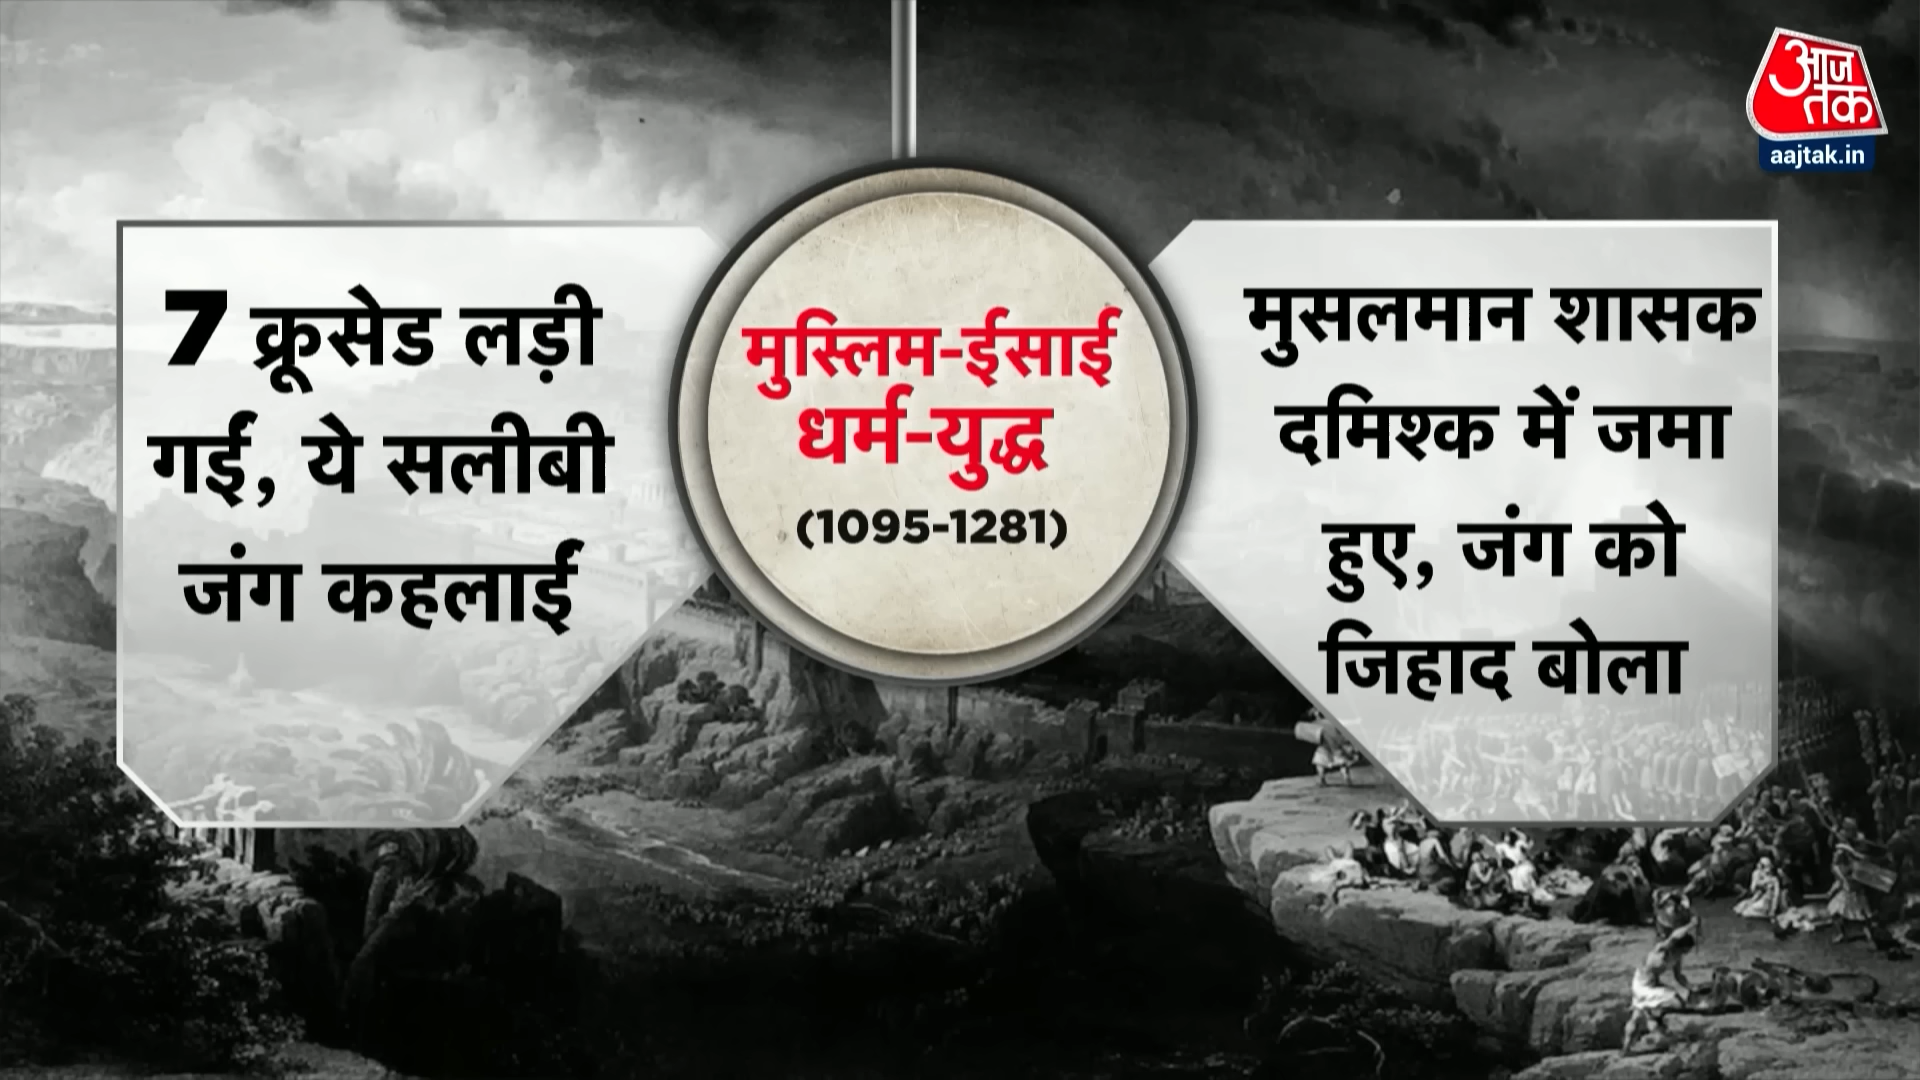 आज
तक
aajtak.in
7 क्रूसेड लड़ी
गईं, ये सलीबी
जंग कहलाईं
मुस्लिम-ईसाई
धर्म-युद्ध
(1095-1281)
मुसलमान शासक
दमिश्क में जमा
हुए, जंग को
जिहाद बोला